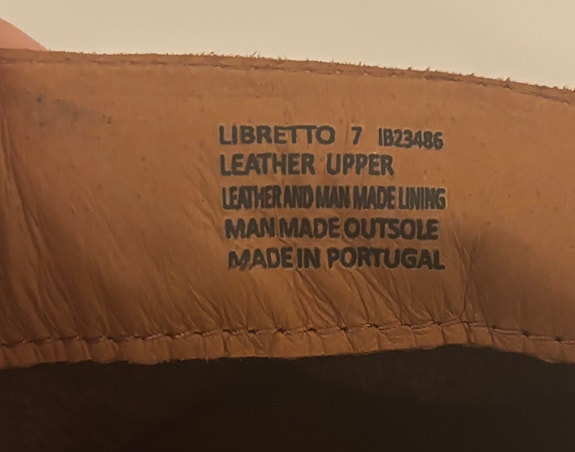 LIBRETTO 7 IB23486
LEATHER UPPER
LEATHER AND MAN MADE LINING
MAN MADE OUTSOLE
MADE IN PORTUGAL